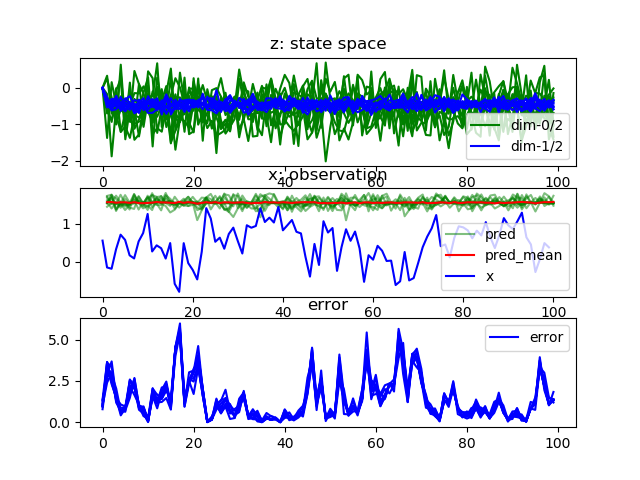 z: state space
0
−1
−2
dim-0/2
dim-1/2
0 20 40 60 80 100
x: observation
1
0
pred
pred_mean
x
0 20 40 60 80 100
error
5.0
2.5
0.0
error
0 20 40 60 80 100